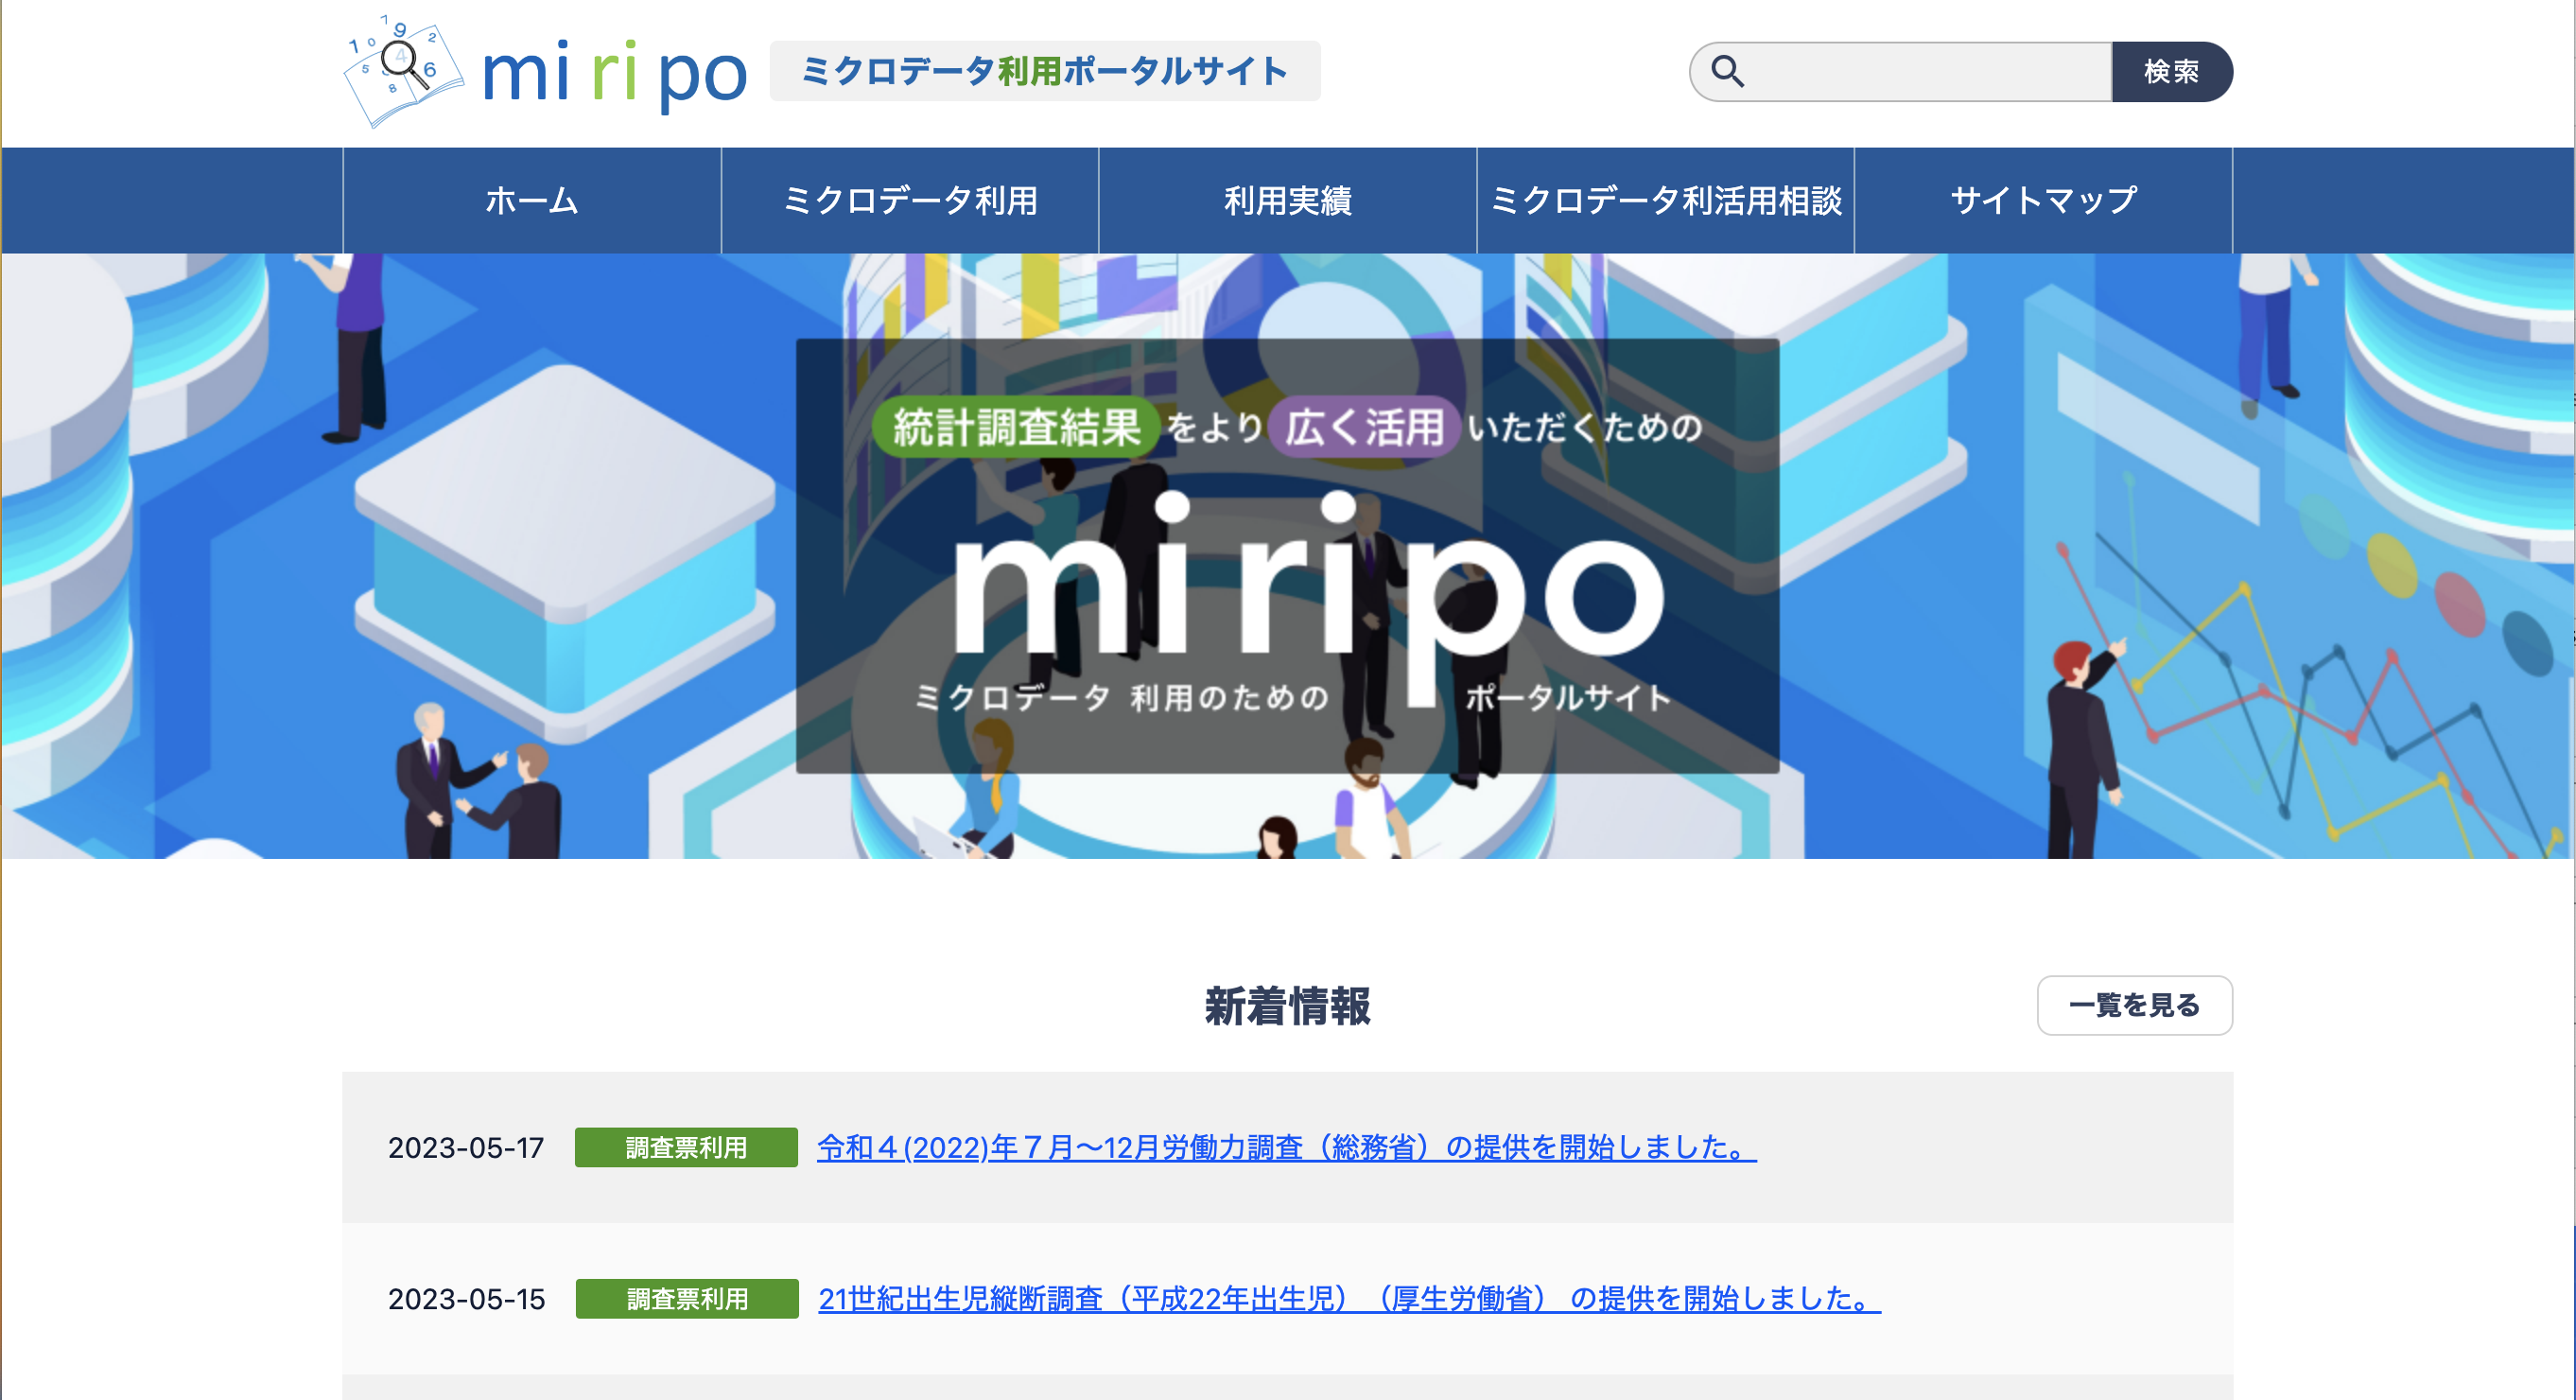 miripo ミクロデータ利用ポータルサイト
検索
ホーム ミクロデータ利用 利用実績 ミクロデータ利活用相談 サイトマップ
統計調査結果 をより 広く活用 いただくための
miripo
ミクロデータ 利用のための ポータルサイト
新着情報
一覧を見る
2023-05-17 調査票利用 令和４(2022)年７月～12月労働力調査（総務省）の提供を開始しました。
2023-05-15 調査票利用 21世紀出生児縦断調査（平成22年出生児）（厚生労働省） の提供を開始しました。